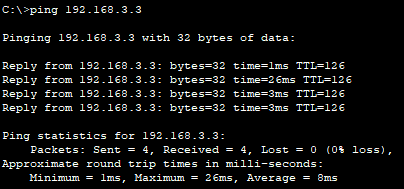 C:\>ping 192.168.3.3
Pinging 192.168.3.3 with 32 bytes of data:
Reply from 192.168.3.3: bytes=32 time=1ms TTL=126
Reply from 192.168.3.3: bytes=32 time=26ms TTL=126
Reply from 192.168.3.3: bytes=32 time=3ms TTL=126
Reply from 192.168.3.3: bytes=32 time=3ms TTL=126
Ping statistics for 192.168.3.3:
    Packets: Sent = 4, Received = 4, Lost = 0 (0% loss),
Approximate round trip times in milli-seconds:
    Minimum = 1ms, Maximum = 26ms, Average = 8ms